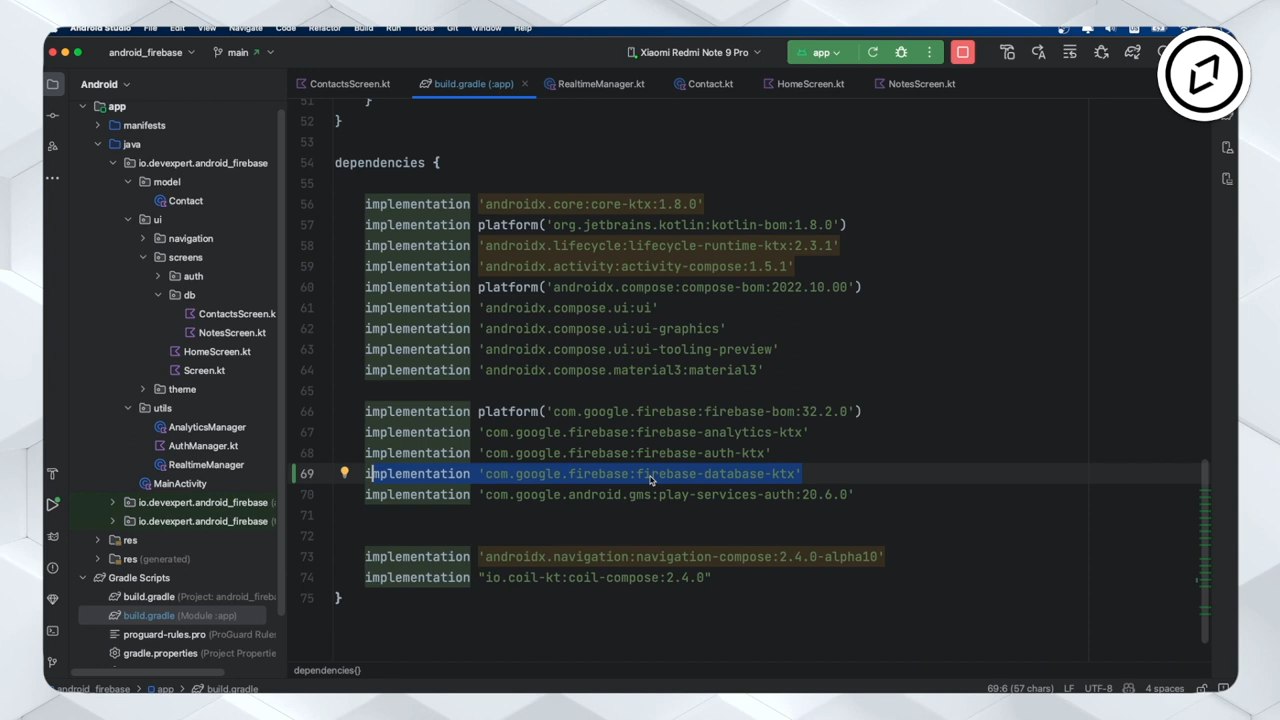 Android Studio File Edit View Navigate Code Refactor Build Run Tools Git Window Help
android_firebase main Xiaomi Redmi Note 9 Pro app
Android
ContactsScreen.kt build.gradle (:app) RealtimeManager.kt Contact.kt HomeScreen.kt NotesScreen.kt
app
manifests
java
io.devexpert.android_firebase
model
Contact
ui
navigation
screens
auth
db
ContactsScreen.k
NotesScreen.kt
HomeScreen.kt
Screen.kt
theme
utils
AnalyticsManager
AuthManager.kt
RealtimeManager
MainActivity
io.devexpert.android_firebase
io.devexpert.android_firebase
res
res (generated)
Gradle Scripts
build.gradle (Project: android_fireba
build.gradle (Module :app)
proguard-rules.pro (ProGuard Rules
gradle.properties (Project Propertie
51 }
52 }
53
54 dependencies {
55
56 implementation 'androidx.core:core-ktx:1.8.0'
57 implementation platform('org.jetbrains.kotlin:kotlin-bom:1.8.0')
58 implementation 'androidx.lifecycle:lifecycle-runtime-ktx:2.3.1'
59 implementation 'androidx.activity:activity-compose:1.5.1'
60 implementation platform('androidx.compose:compose-bom:2022.10.00')
61 implementation 'androidx.compose.ui:ui'
62 implementation 'androidx.compose.ui:ui-graphics'
63 implementation 'androidx.compose.ui:ui-tooling-preview'
64 implementation 'androidx.compose.material3:material3'
65
66 implementation platform('com.google.firebase:firebase-bom:32.2.0')
67 implementation 'com.google.firebase:firebase-analytics-ktx'
68 implementation 'com.google.firebase:firebase-auth-ktx'
69 implementation 'com.google.firebase:firebase-database-ktx'
70 implementation 'com.google.android.gms:play-services-auth:20.6.0'
71
72
73 implementation 'androidx.navigation:navigation-compose:2.4.0-alpha10'
74 implementation "io.coil-kt:coil-compose:2.4.0"
75 }
dependencies{}
android_firebase app build.gradle 69:6 (57 chars) LF UTF-8 4 spaces